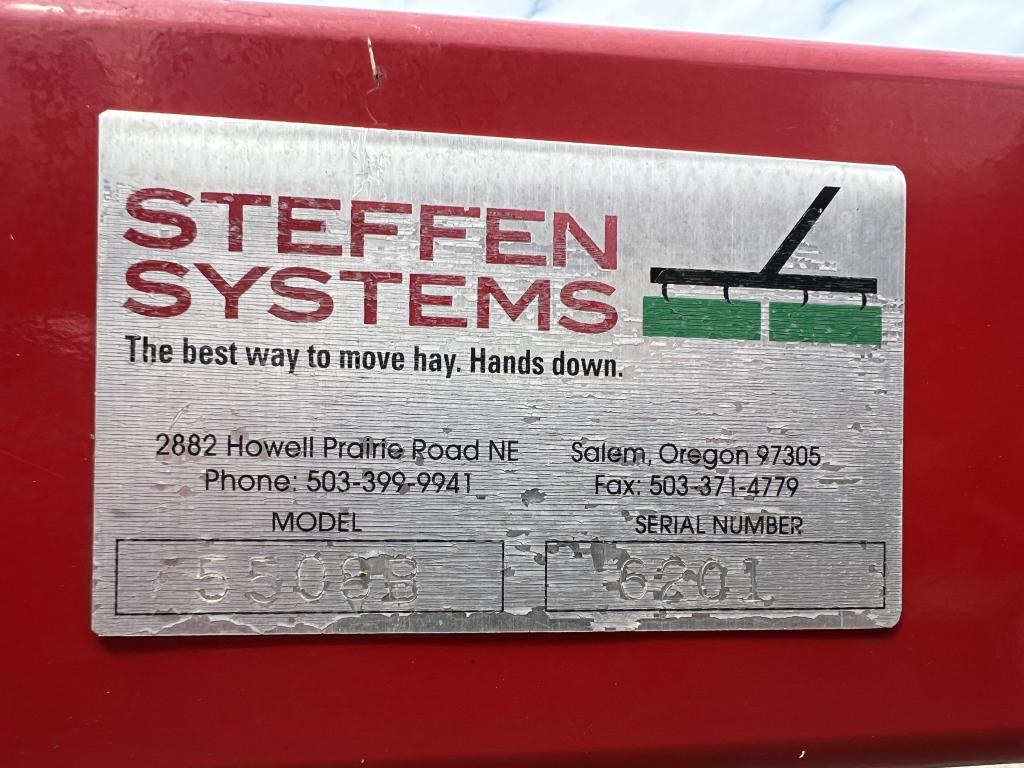 STEFFEN
SYSTEMS
The best way to move hay. Hands down.
2882 Howell Prairie Road NE Salem, Oregon 97305
Phone: 503-399-9941 Fax: 503-371-4779
MODEL SERIAL NUMBER
5508B 6201